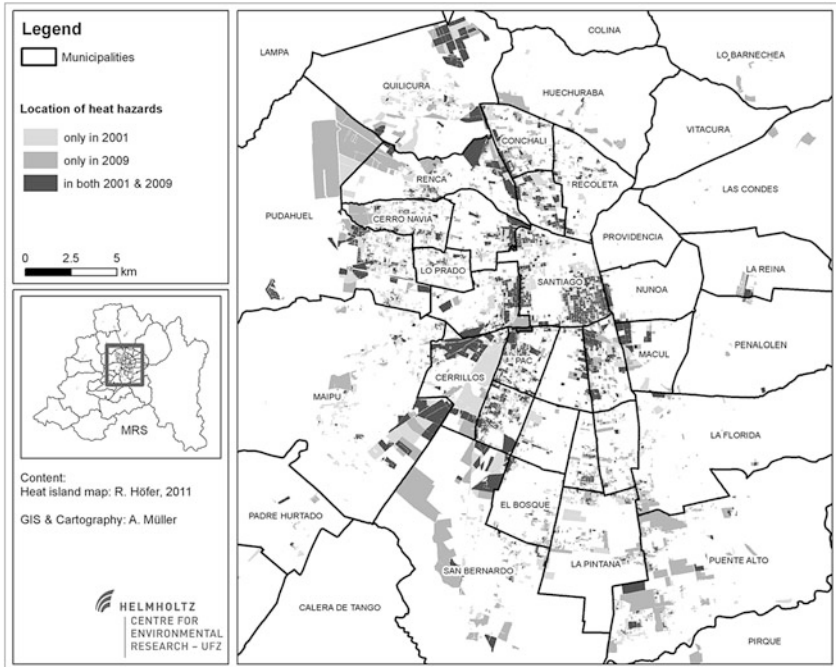 Legend
Municipalities
Location of heat hazards
only in 2001
only in 2009
in both 2001 & 2009
0 2.5 5
km
MRS
Content:
Heat island map: R. Höfer, 2011
GIS & Cartography: A. Müller
HELMHOLTZ
CENTRE FOR
ENVIRONMENTAL
RESEARCH – UFZ
COLINA
LAMPA
LO BARNECHEA
QUILICURA
HUECHURABA
VITACURA
CONCHALI
RENCA
RECOLETA
LAS CONDES
PUDAHUEL
CERRO NAVIA
PROVIDENCIA
LO PRADO
LA REINA
SANTIAGO
NUNOA
PAC
MACUL
PENALOLEN
CERRILLOS
MAIPU
LA FLORIDA
EL BOSQUE
PADRE HURTADO
PUENTE ALTO
LA PINTANA
SAN BERNARDO
CALERA DE TANGO
PIRQUE